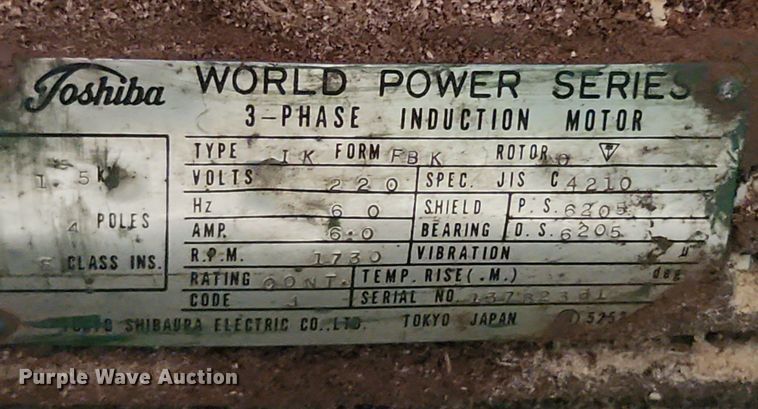 Toshiba WORLD POWER SERIES
3-PHASE INDUCTION MOTOR
TYPE IK FORM FBK ROTOR
1.5K
VOLTS 220 SPEC. JIS C4210
Hz 60 SHIELD P.S. 6205
4 POLES
AMP. 6.0 BEARING O.S. 6205
R.P.M. 1730 VIBRATION μ
CLASS INS.
RATING CONT. TEMP. RISE(.M.) deg
CODE SERIAL NO.
SHIBAURA ELECTRIC CO.,LTD. TOKYO JAPAN
Purple Wave Auction